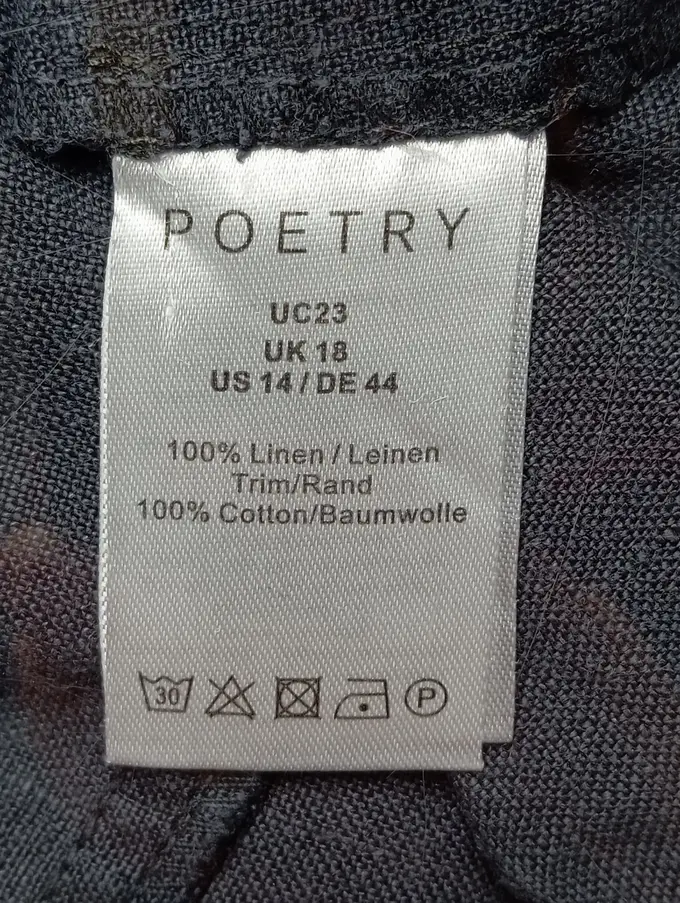 POETRY
UC23
UK 18
US 14 / DE 44
100% Linen / Leinen
Trim/Rand
100% Cotton/Baumwolle
30 P